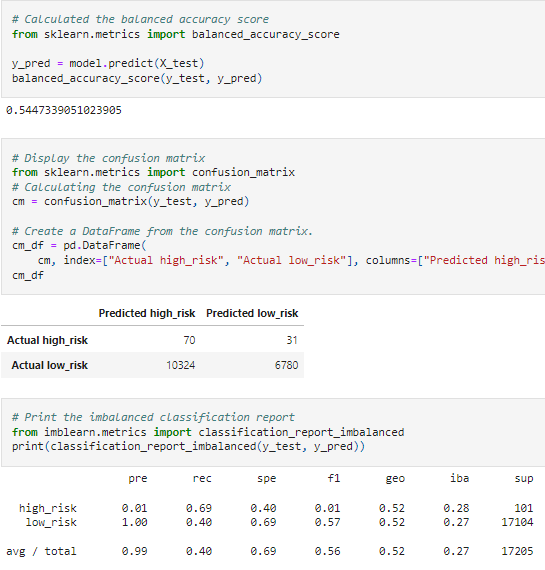 # Calculated the balanced accuracy score
from sklearn.metrics import balanced_accuracy_score
y_pred = model.predict(X_test)
balanced_accuracy_score(y_test, y_pred)
0.5447339051023905
# Display the confusion matrix
from sklearn.metrics import confusion_matrix
# Calculating the confusion matrix
cm = confusion_matrix(y_test, y_pred)
# Create a DataFrame from the confusion matrix.
cm_df = pd.DataFrame(
cm, index=["Actual high_risk", "Actual low_risk"], columns=["Predicted high_ris
cm_df
Predicted high_risk Predicted low_risk
Actual high_risk 70 31
Actual low_risk 10324 6780
# Print the imbalanced classification report
from imblearn.metrics import classification_report_imbalanced
print(classification_report_imbalanced(y_test, y_pred))
pre rec spe f1 geo iba sup
high_risk 0.01 0.69 0.40 0.01 0.52 0.28 101
low_risk 1.00 0.40 0.69 0.57 0.52 0.27 17104
avg / total 0.99 0.40 0.69 0.56 0.52 0.27 17205